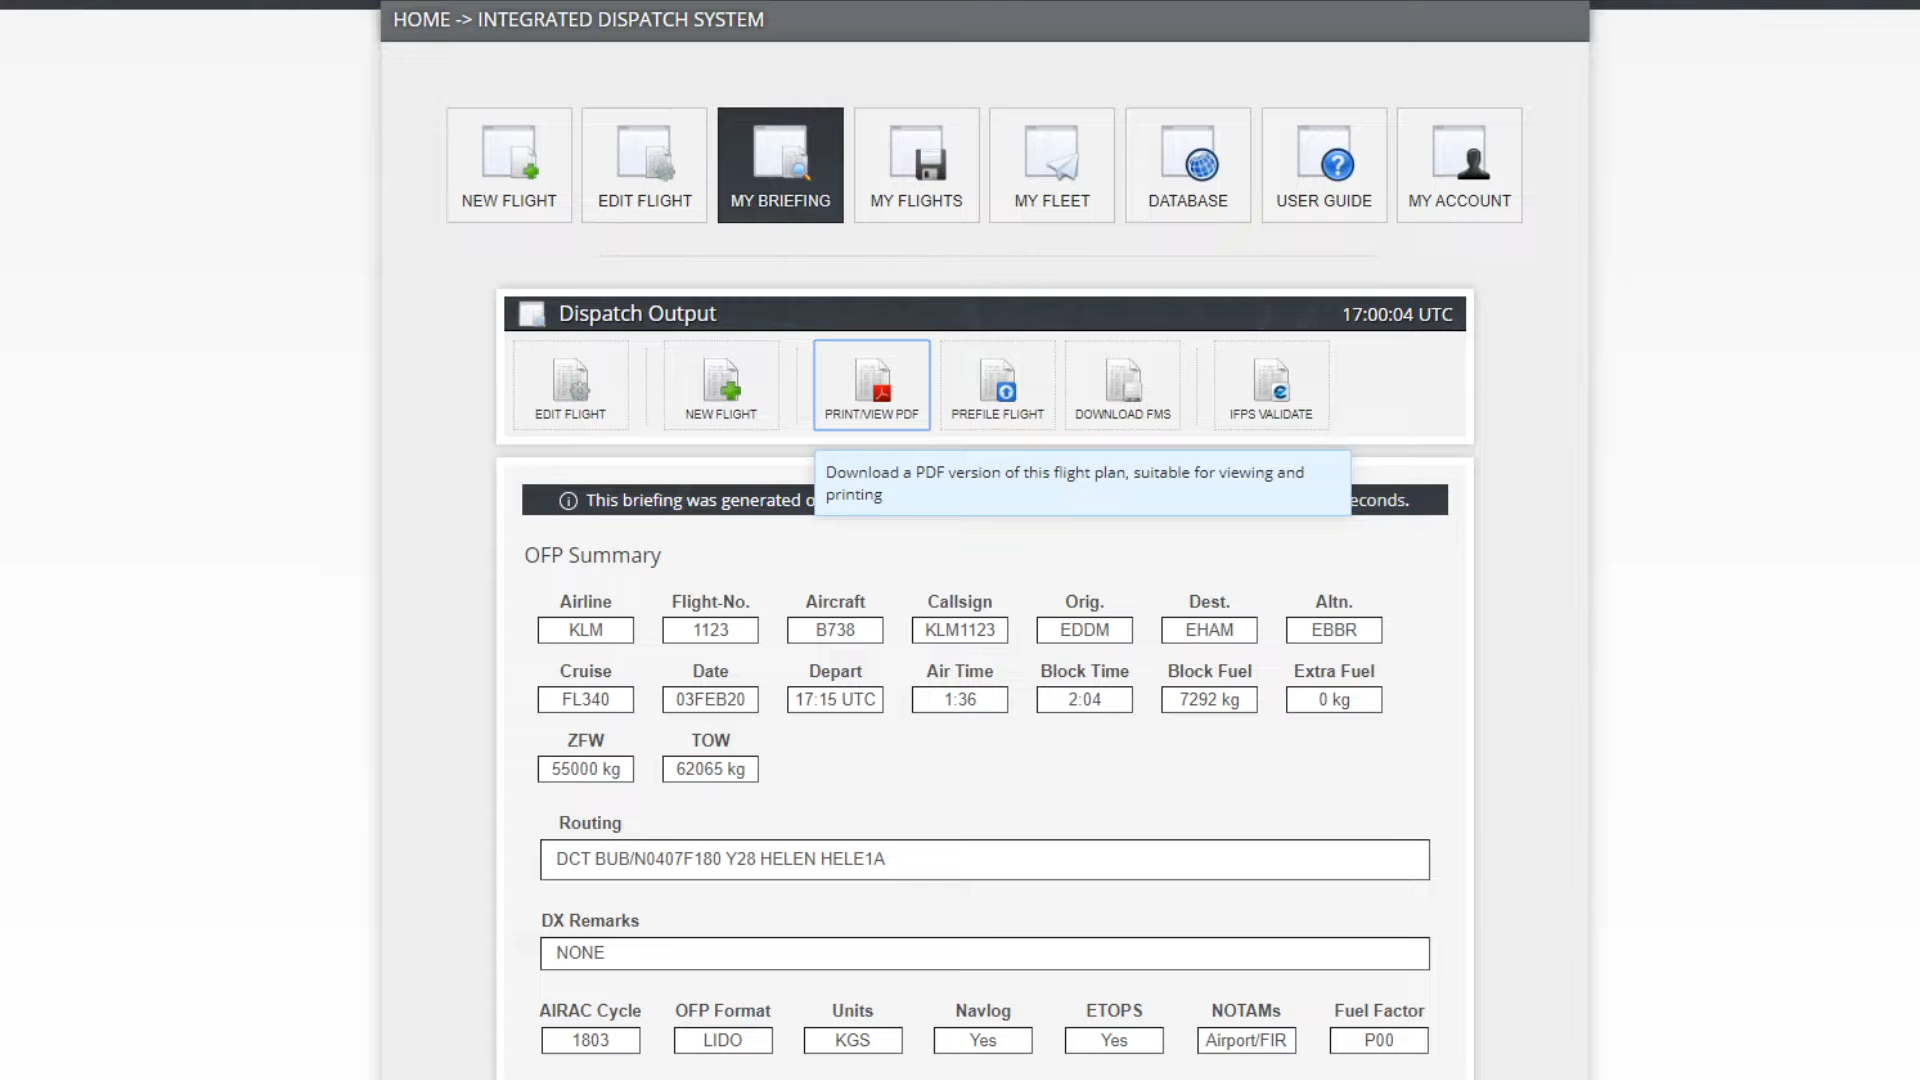 HOME -> INTEGRATED DISPATCH SYSTEM
NEW FLIGHT EDIT FLIGHT MY BRIEFING MY FLIGHTS MY FLEET DATABASE USER GUIDE MY ACCOUNT
Dispatch Output 17:00:04 UTC
EDIT FLIGHT NEW FLIGHT PRINT/VIEW PDF PREFILE FLIGHT DOWNLOAD FMS IFPS VALIDATE
Download a PDF version of this flight plan, suitable for viewing and
printing
This briefing was generated o econds.
OFP Summary
Airline Flight-No. Aircraft Callsign Orig. Dest. Altn.
KLM 1123 B738 KLM1123 EDDM EHAM EBBR
Cruise Date Depart Air Time Block Time Block Fuel Extra Fuel
FL340 03FEB20 17:15 UTC 1:36 2:04 7292 kg 0 kg
ZFW TOW
55000 kg 62065 kg
Routing
DCT BUB/N0407F180 Y28 HELEN HELE1A
DX Remarks
NONE
AIRAC Cycle OFP Format Units Navlog ETOPS NOTAMs Fuel Factor
1803 LIDO KGS Yes Yes Airport/FIR P00